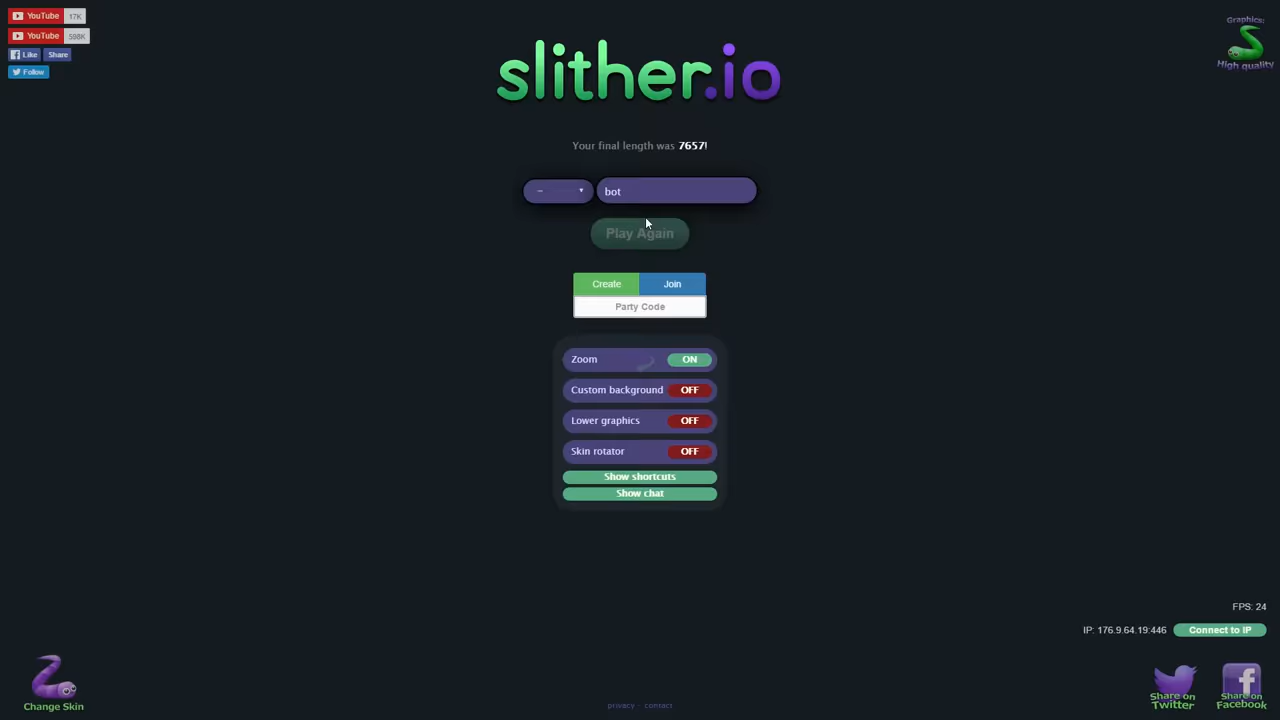 YouTube 17K
YouTube 598K
Like Share
Follow
Graphics:
High quality
slither.io
Your final length was 7657!
-- bot
Play Again
Create Join
Party Code
Zoom ON
Custom background OFF
Lower graphics OFF
Skin rotator OFF
Show shortcuts
Show chat
FPS: 24
IP: 176.9.64.19:446 Connect to IP
Change Skin
privacy · contact
Share on Twitter
Share on Facebook